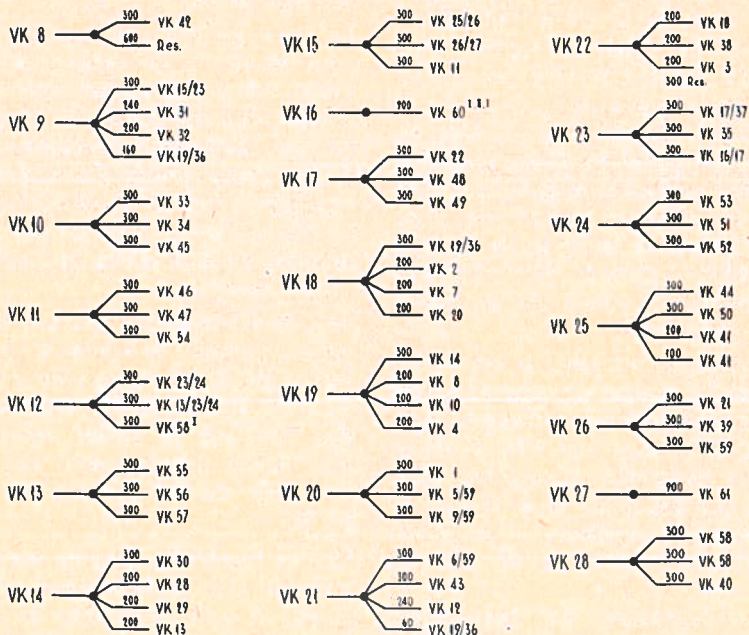 VK 8
300 VK 42
600 Res.
VK 9
300 VK 15/23
240 VK 31
200 VK 32
160 VK 19/36
VK 10
300 VK 33
300 VK 34
300 VK 45
VK 11
300 VK 46
300 VK 47
300 VK 54
VK 12
300 VK 23/24
300 VK 13/23/24
300 VK 58 I
VK 13
300 VK 55
300 VK 56
300 VK 57
VK 14
300 VK 30
200 VK 28
200 VK 29
200 VK 13
VK 15
300 VK 25/26
300 VK 26/27
300 VK 11
VK 16
VK 60
VK 17
300 VK 22
300 VK 48
300 VK 49
VK 18
300 VK 19/36
200 VK 2
200 VK 7
200 VK 20
VK 19
300 VK 14
200 VK 8
200 VK 10
200 VK 4
VK 20
300 VK 1
300 VK 5/59
300 VK 9/59
VK 21
300 VK 6/59
300 VK 43
240 VK 12
60 VK 19/36
VK 22
200 VK 18
200 VK 38
200 VK 3
300 Res.
VK 23
300 VK 17/37
300 VK 35
300 VK 16/17
VK 24
300 VK 53
300 VK 51
300 VK 52
VK 25
300 VK 44
300 VK 50
200 VK 41
100 VK 41
VK 26
300 VK 21
300 VK 39
300 VK 59
VK 27
900 VK 61
VK 28
300 VK 58
300 VK 58
300 VK 40